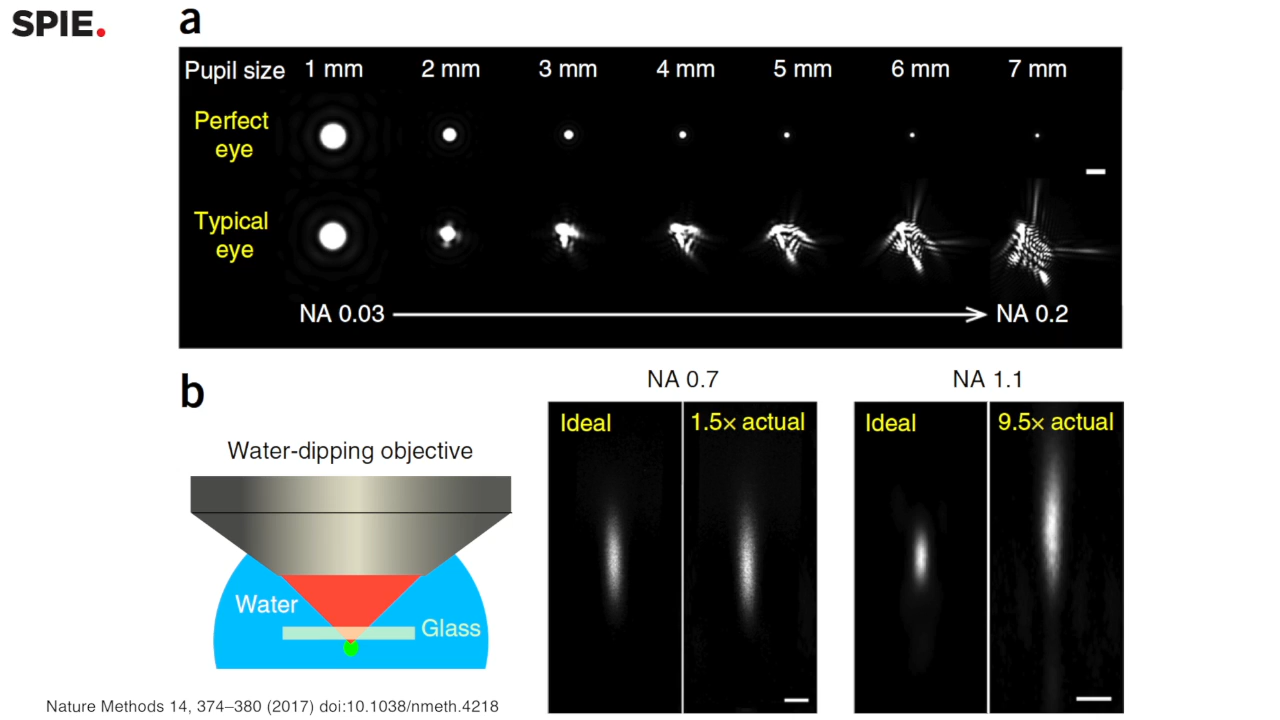 SPIE.
a
Pupil size 1 mm 2 mm 3 mm 4 mm 5 mm 6 mm 7 mm
Perfect
eye
Typical
eye
NA 0.03 NA 0.2
b
NA 0.7 NA 1.1
Ideal 1.5× actual Ideal 9.5× actual
Water-dipping objective
Water
Glass
Nature Methods 14, 374–380 (2017) doi:10.1038/nmeth.4218